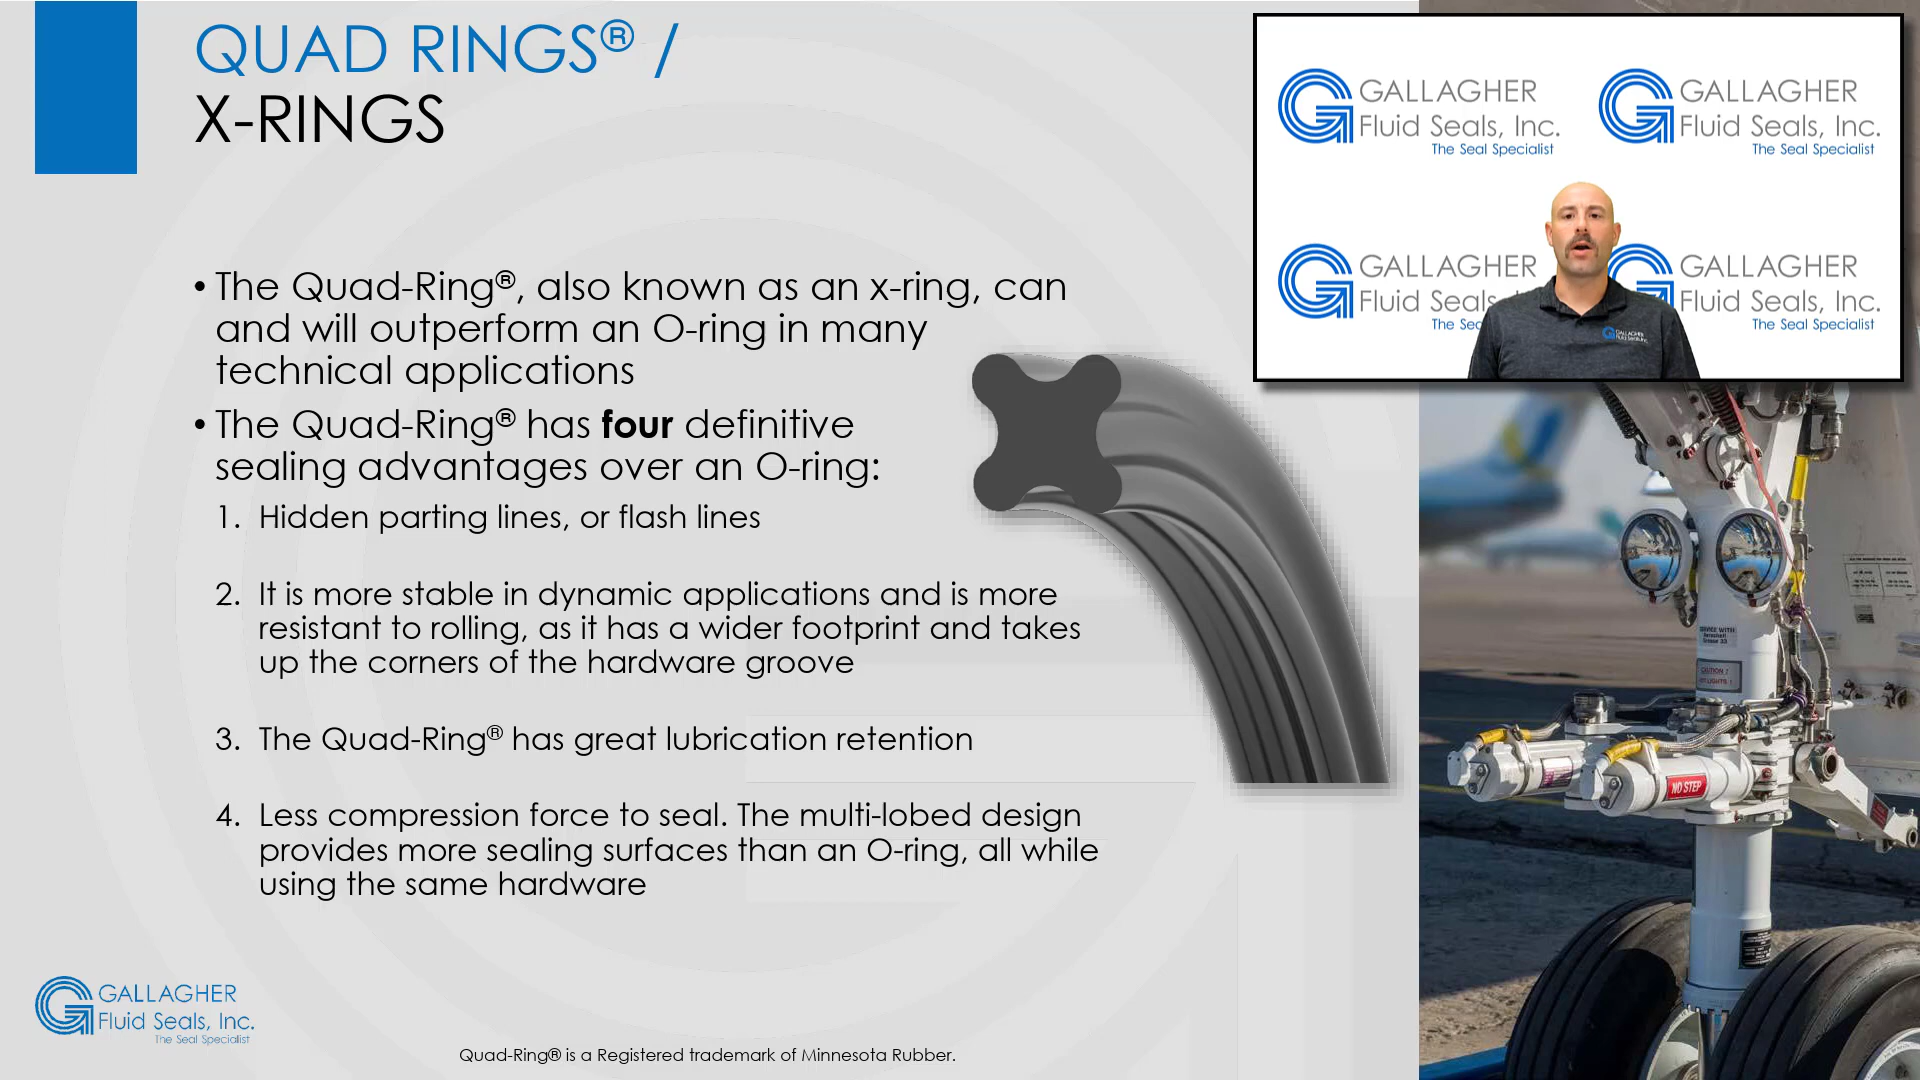 QUAD RINGS® /
X-RINGS
• The Quad-Ring®, also known as an x-ring, can
and will outperform an O-ring in many
technical applications
• The Quad-Ring® has four definitive
sealing advantages over an O-ring:
1. Hidden parting lines, or flash lines
2. It is more stable in dynamic applications and is more
resistant to rolling, as it has a wider footprint and takes
up the corners of the hardware groove
3. The Quad-Ring® has great lubrication retention
4. Less compression force to seal. The multi-lobed design
provides more sealing surfaces than an O-ring, all while
using the same hardware
GALLAGHER
Fluid Seals, Inc.
The Seal Specialist
Quad-Ring® is a Registered trademark of Minnesota Rubber.
GALLAGHER
Fluid Seals, Inc.
The Seal Specialist
GALLAGHER
Fluid Seals, Inc.
The Seal Specialist
GALLAGHER
Fluid Seals
The
GALLAGHER
Fluid Seals, Inc.
The Seal Specialist
GALLAGHER
SERVICE WITH
CAUTION
NO STEP